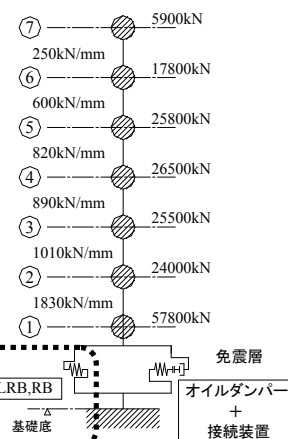 ⑦ 5900kN
250kN/mm
⑥ 17800kN
600kN/mm
⑤ 25800kN
820kN/mm
④ 26500kN
890kN/mm
③ 25500kN
1010kN/mm
② 24000kN
1830kN/mm
① 57800kN
免震層
LRB,RB
オイルダンパー
+
接続装置
基礎底